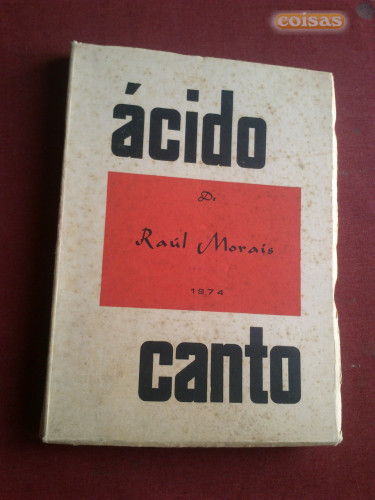 coisas
ácido
De
Raúl Morais
1974
canto